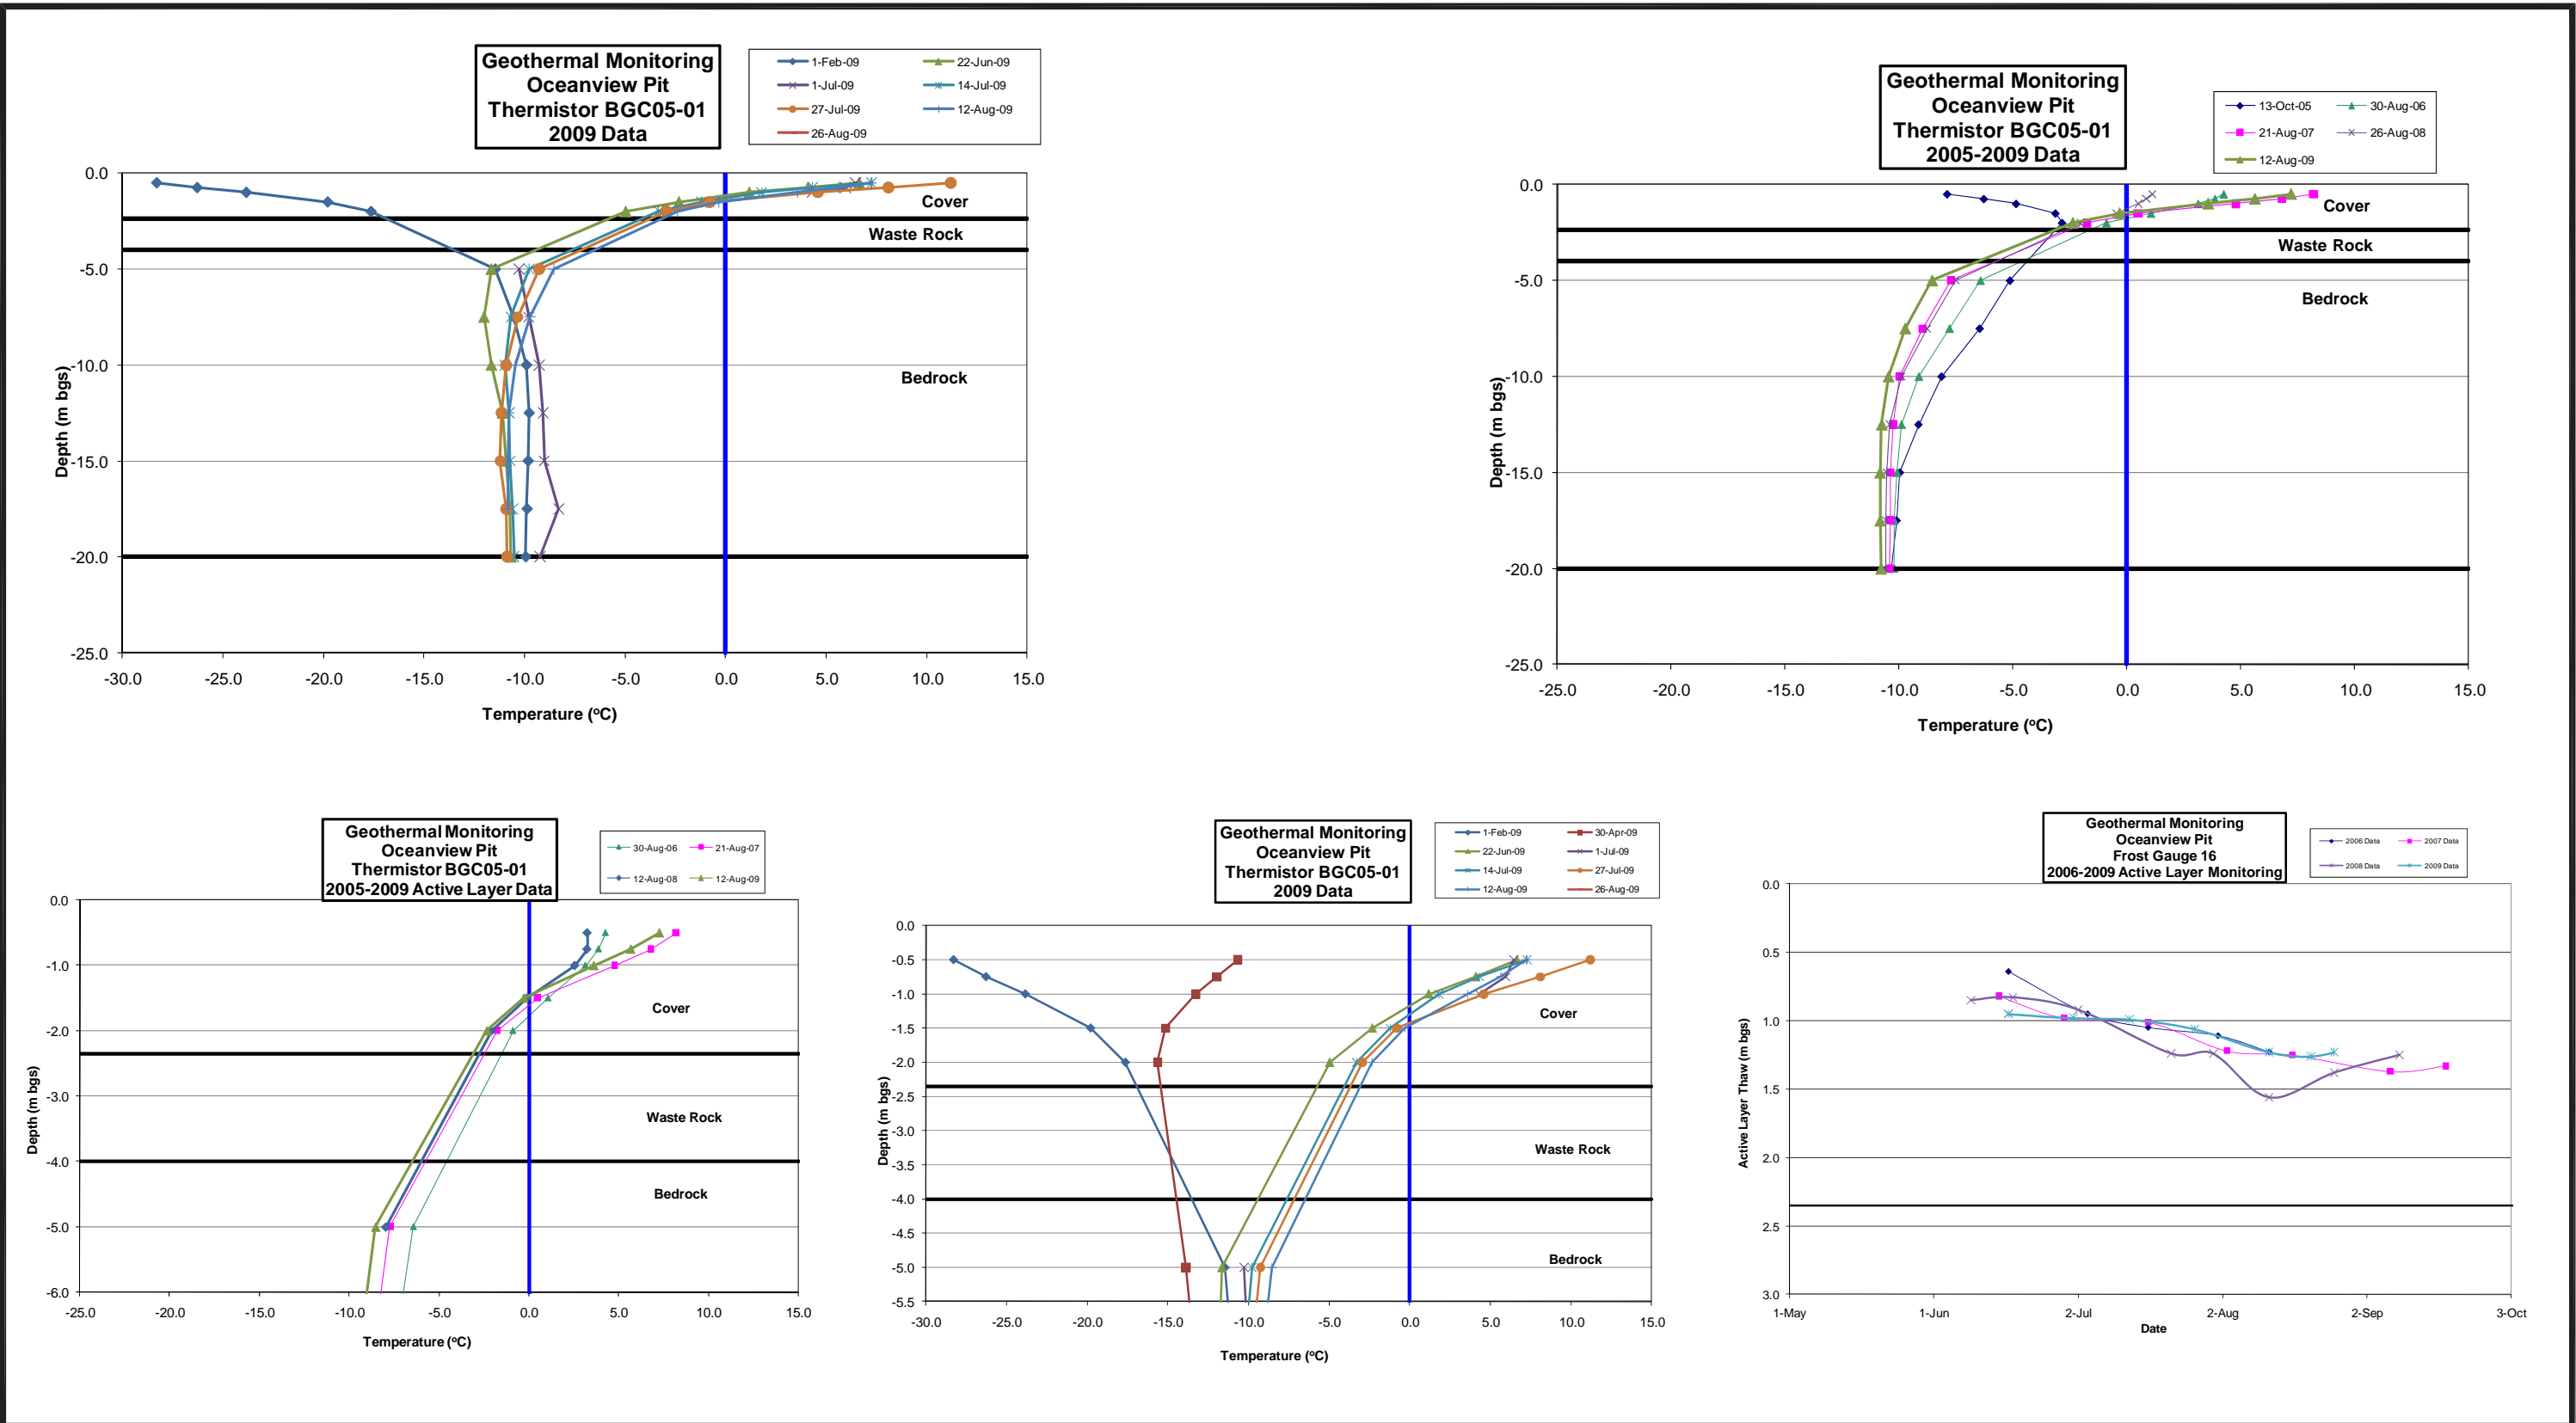 Geothermal Monitoring
Oceanview Pit
Thermistor BGC05-01
2009 Data
1-Feb-09 22-Jun-09
1-Jul-09 14-Jul-09
27-Jul-09 12-Aug-09
26-Aug-09
0.0
-5.0
-10.0
-15.0
-20.0
-25.0
Depth (m bgs)
Cover
Waste Rock
Bedrock
-30.0 -25.0 -20.0 -15.0 -10.0 -5.0 0.0 5.0 10.0 15.0
Temperature (ºC)
Geothermal Monitoring
Oceanview Pit
Thermistor BGC05-01
2005-2009 Data
13-Oct-05 30-Aug-06
21-Aug-07 26-Aug-08
12-Aug-09
0.0
-5.0
-10.0
-15.0
-20.0
-25.0
Depth (m bgs)
Cover
Waste Rock
Bedrock
-25.0 -20.0 -15.0 -10.0 -5.0 0.0 5.0 10.0 15.0
Temperature (ºC)
Geothermal Monitoring
Oceanview Pit
Thermistor BGC05-01
2005-2009 Active Layer Data
30-Aug-06 21-Aug-07
12-Aug-08 12-Aug-09
0.0
-1.0
-2.0
-3.0
-4.0
-5.0
-6.0
Depth (m bgs)
Cover
Waste Rock
Bedrock
-25.0 -20.0 -15.0 -10.0 -5.0 0.0 5.0 10.0 15.0
Temperature (ºC)
Geothermal Monitoring
Oceanview Pit
Thermistor BGC05-01
2009 Data
1-Feb-09 30-Apr-09
22-Jun-09 1-Jul-09
14-Jul-09 27-Jul-09
12-Aug-09 26-Aug-09
0.0
-0.5
-1.0
-1.5
-2.0
-2.5
-3.0
-3.5
-4.0
-4.5
-5.0
-5.5
Depth (m bgs)
Cover
Waste Rock
Bedrock
-30.0 -25.0 -20.0 -15.0 -10.0 -5.0 0.0 5.0 10.0 15.0
Temperature (ºC)
Geothermal Monitoring
Oceanview Pit
Frost Gauge 16
2006-2009 Active Layer Monitoring
2006 Data 2007 Data
2008 Data 2009 Data
0.0
0.5
1.0
1.5
2.0
2.5
3.0
Active Layer Thaw (m bgs)
1-May 1-Jun 2-Jul 2-Aug 2-Sep 3-Oct
Date